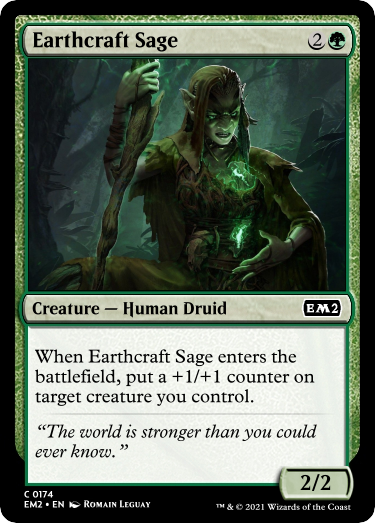 Earthcraft Sage 2
Creature — Human Druid EM2
When Earthcraft Sage enters the
battlefield, put a +1/+1 counter on
target creature you control.
“The world is stronger than you could
ever know.”
2/2
C 0174
EM2 • EN Romain Leguay ™ & © 2021 Wizards of the Coast